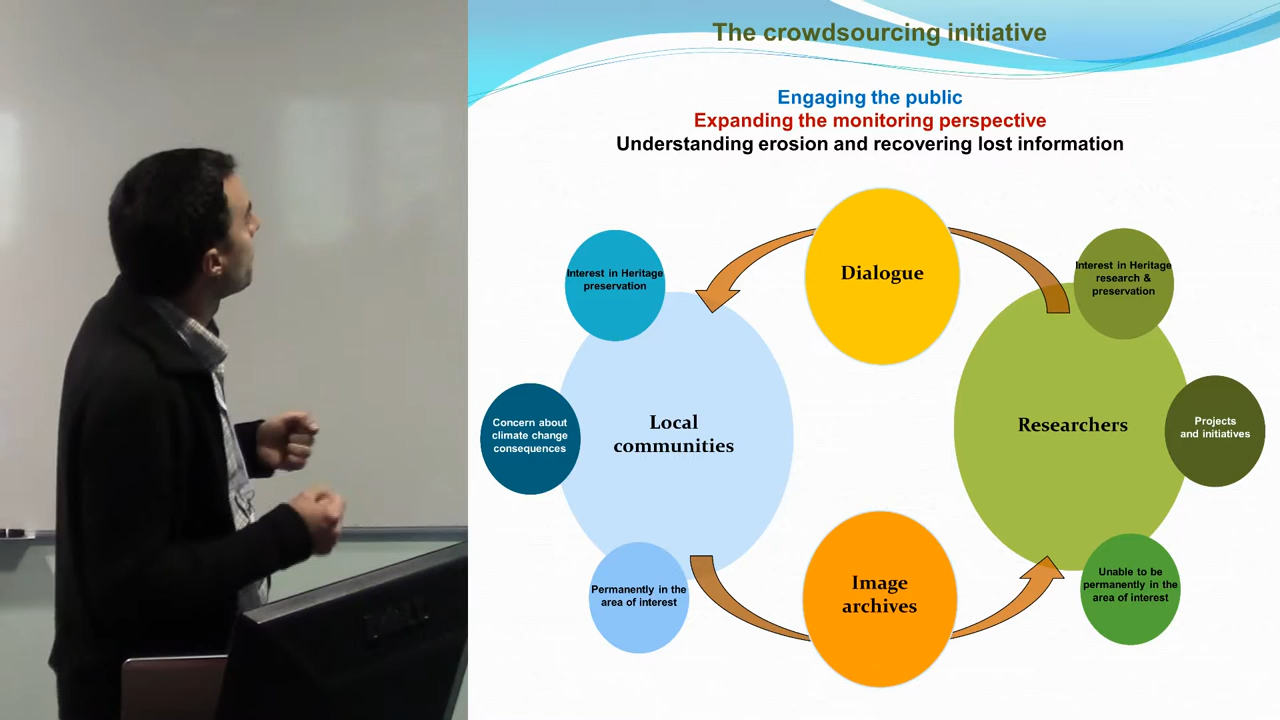 The crowdsourcing initiative
Engaging the public
Expanding the monitoring perspective
Understanding erosion and recovering lost information
Dialogue
Interest in Heritage
preservation
Interest in Heritage
research &
preservation
Concern about
climate change
consequences
Local
communities
Researchers
Projects
and initiatives
Permanently in the
area of interest
Image
archives
Unable to be
permanently in the
area of interest